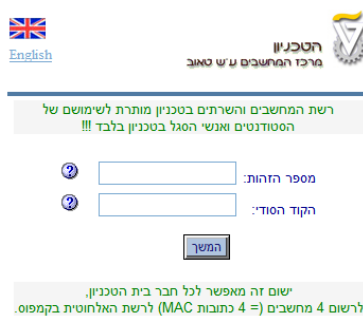 הטכניון
מרכז המחשבים ע״ש טאוב
English
רשת המחשבים והשרתים בטכניון מותרת לשימושם של
הסטודנטים ואנשי הסגל בטכניון בלבד !!!
מספר הזהות:
הקוד הסודי:
המשך
ישום זה מאפשר לכל חבר בית הטכניון,
לרשום 4 מחשבים (= 4 כתובות MAC) לרשת האלחוטית בקמפוס.